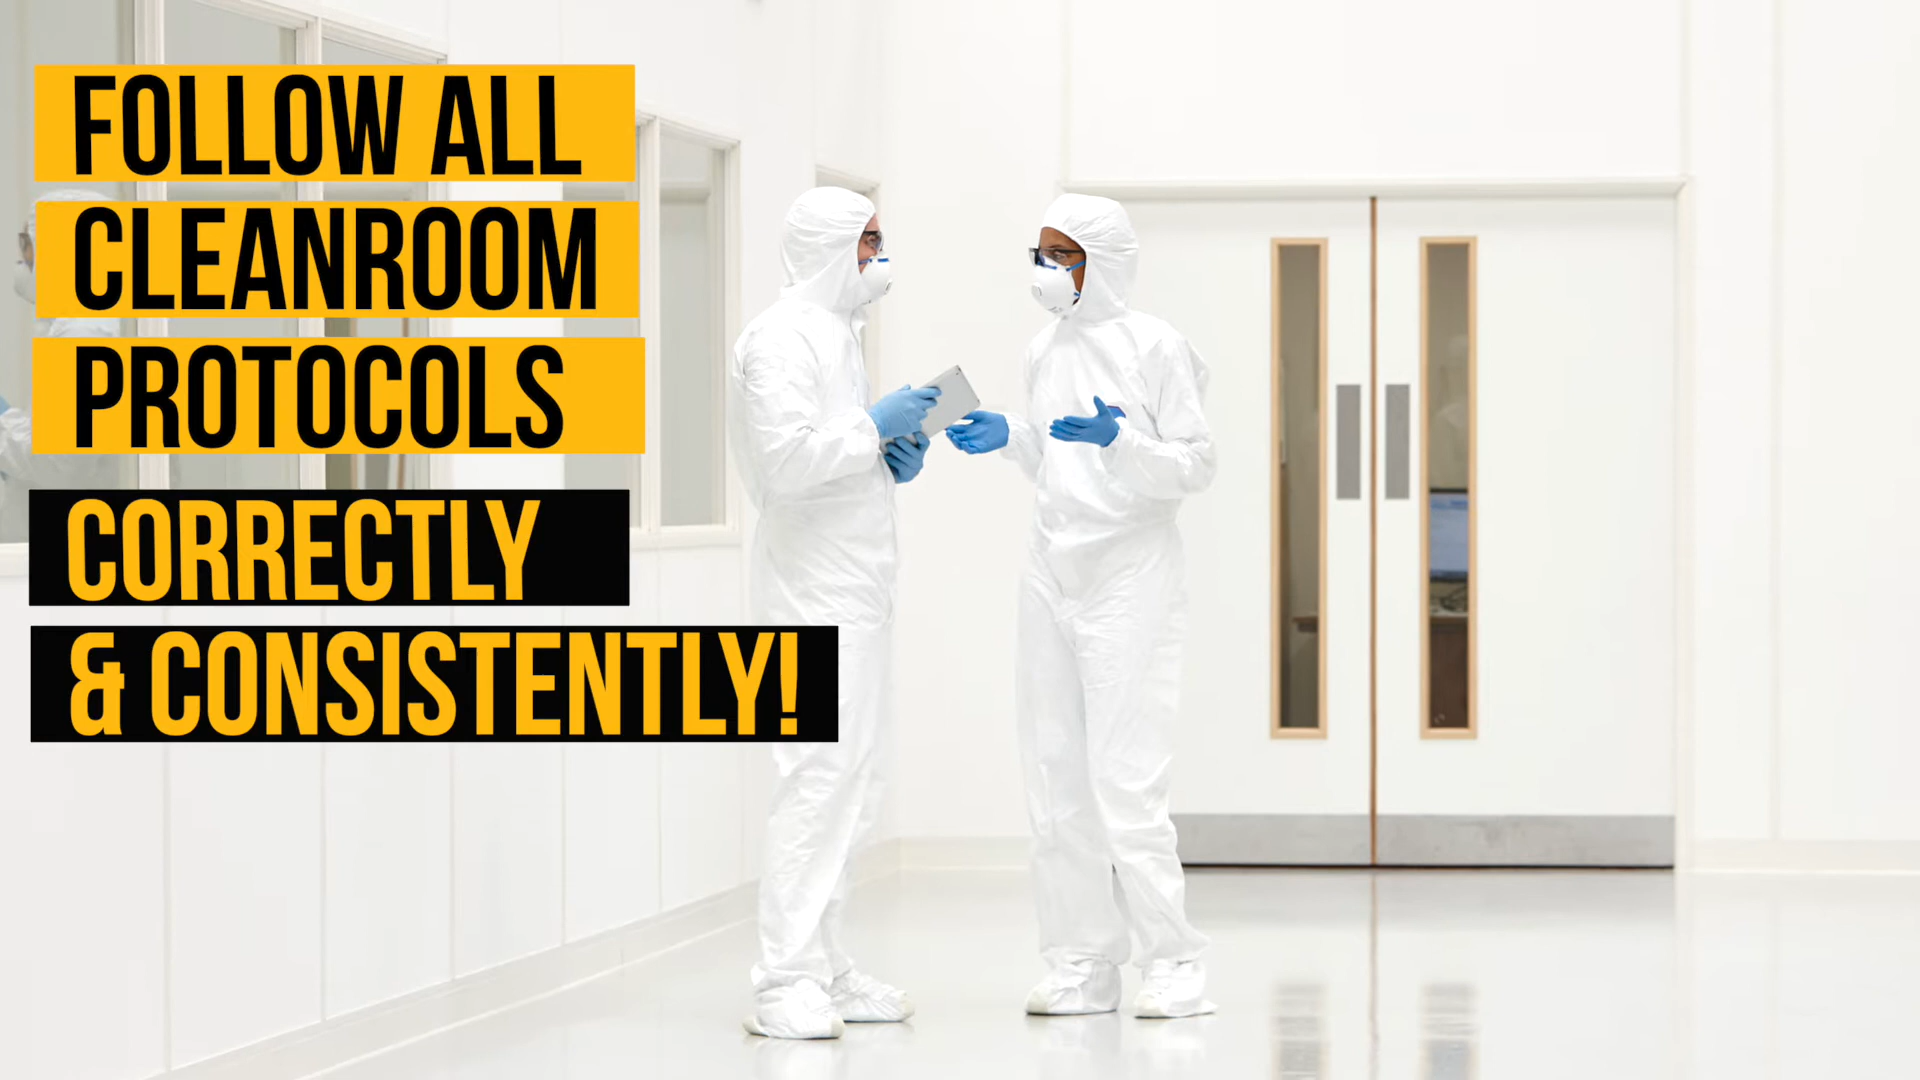 FOLLOW ALL
CLEANROOM
PROTOCOLS
CORRECTLY
& CONSISTENTLY!